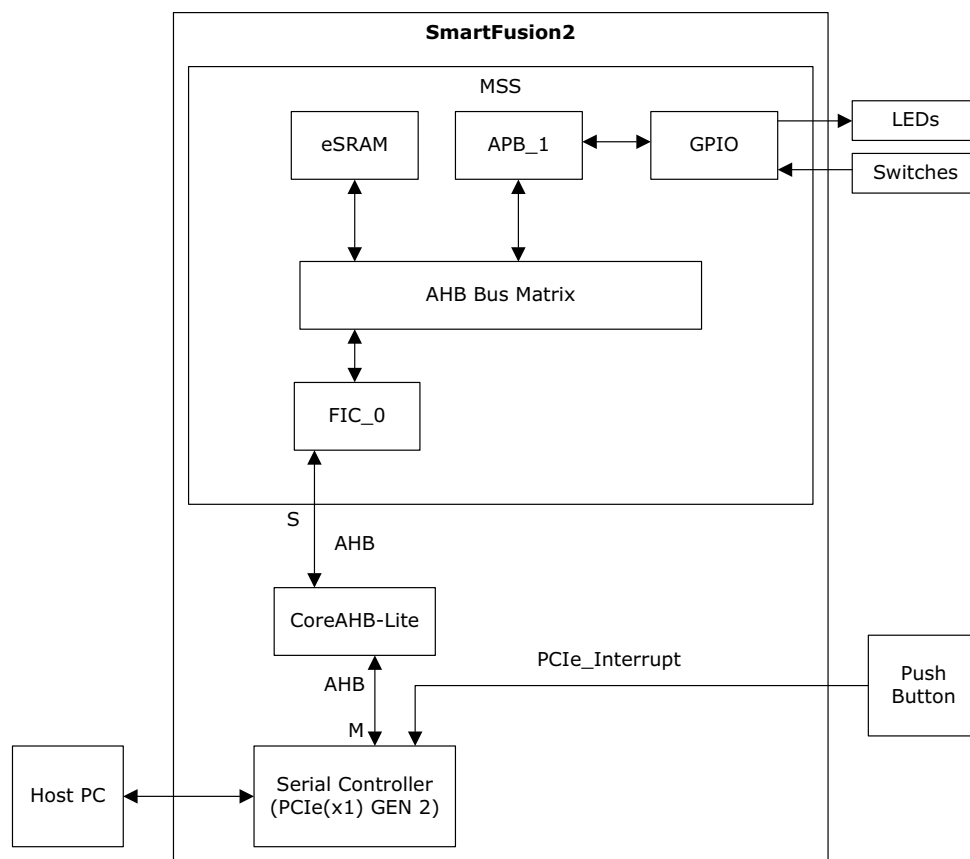 SmartFusion2
MSS
eSRAM
APB_1
GPIO
LEDs
Switches
AHB Bus Matrix
FIC_0
S
AHB
CoreAHB-Lite
PCIe_Interrupt
Push
Button
AHB
M
Host PC
Serial Controller
(PCIe(x1) GEN 2)